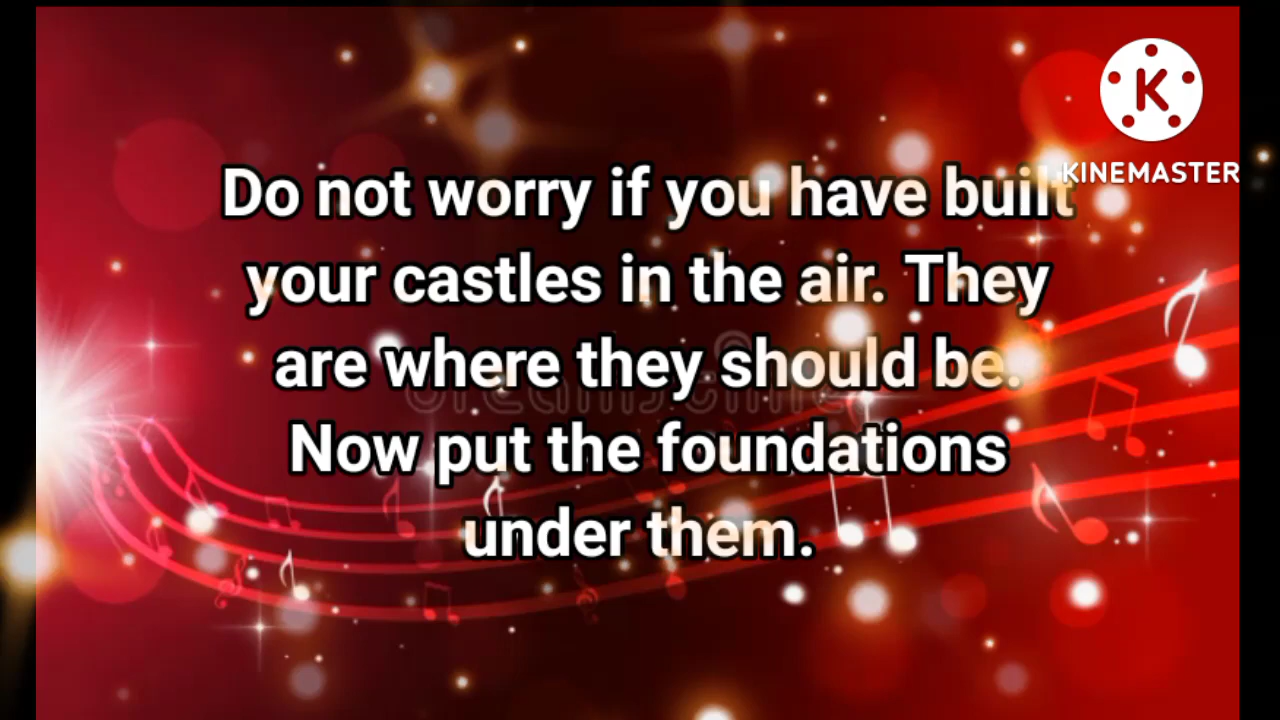 KINEMASTER
Do not worry if you have built
your castles in the air. They
are where they should be.
Now put the foundations
under them.
dreamstime